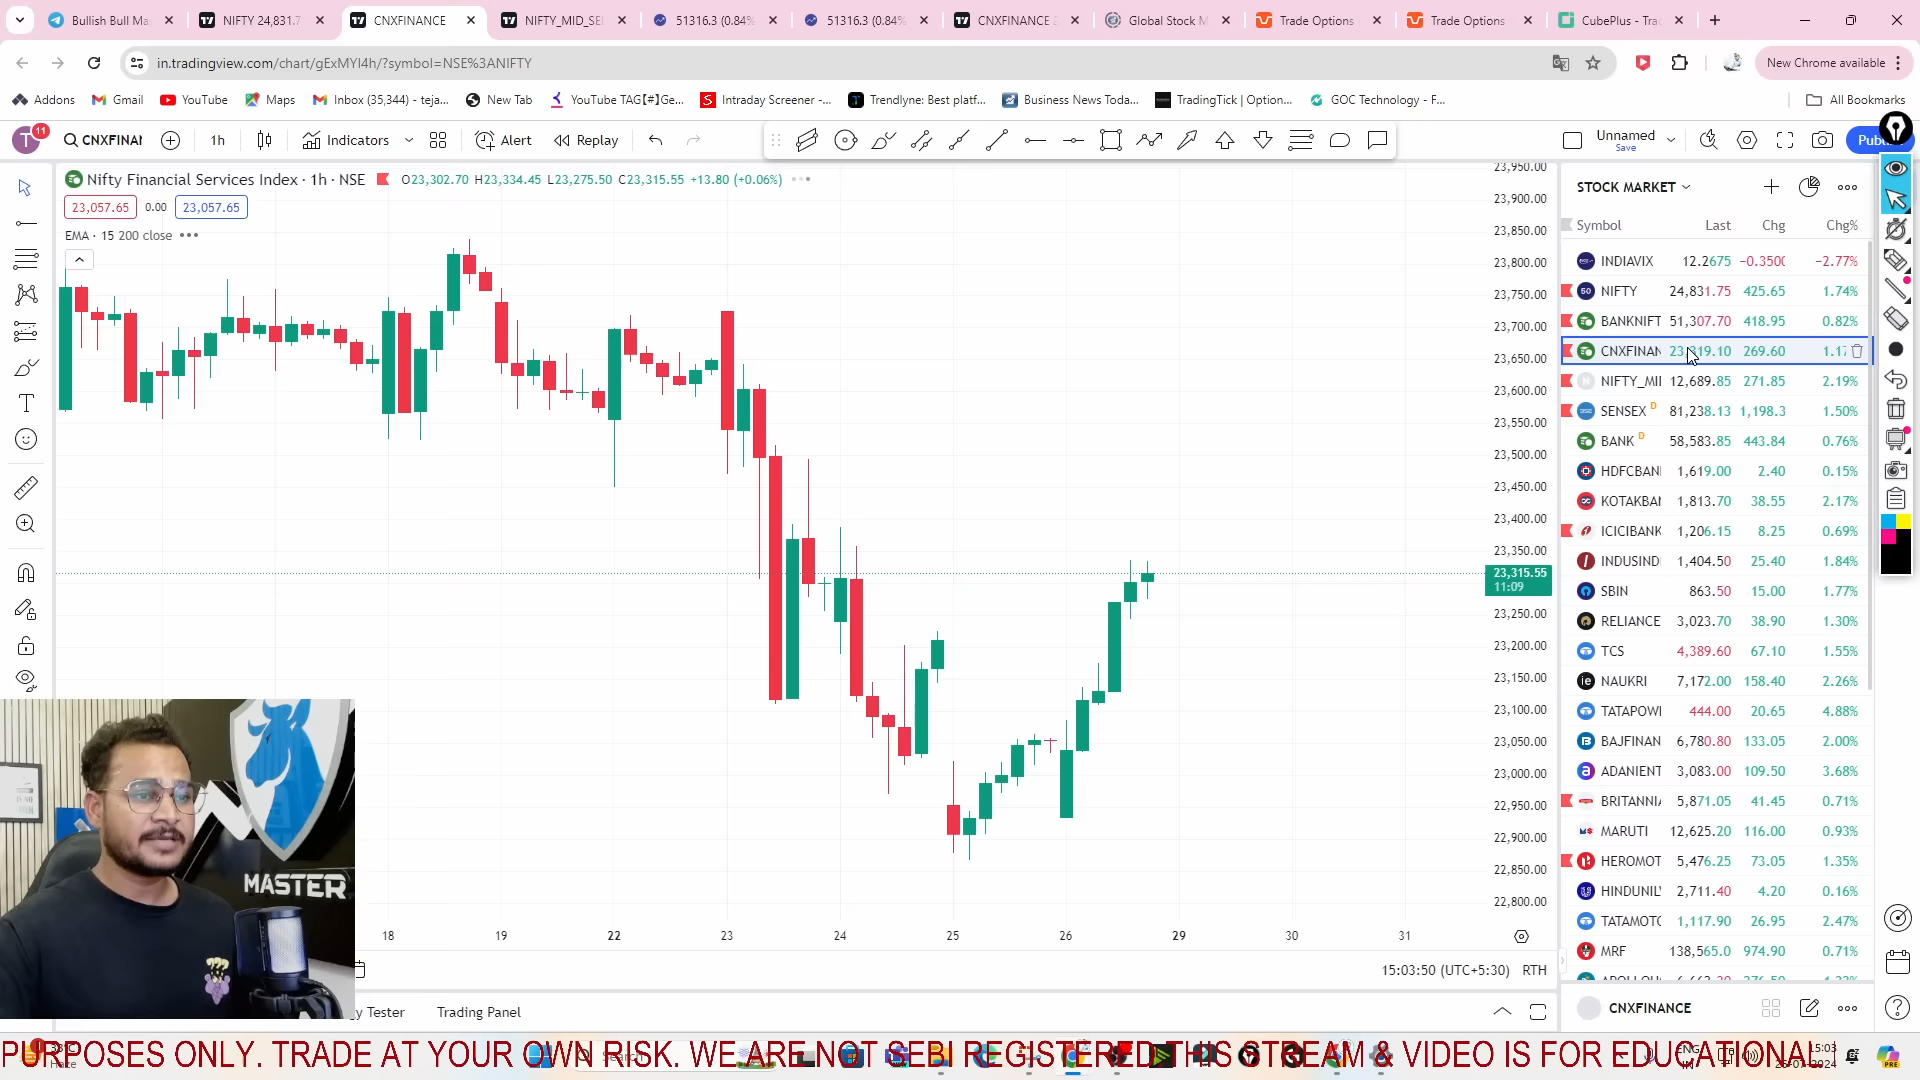 Bullish Bull Ma
NIFTY 24,831.7
CNXFINANCE
NIFTY_MID_SEL
51316.3 (0.84%
51316.3 (0.84%
CNXFINANCE
Global Stock M
Trade Options
Trade Options
CubePlus - Tra
in.tradingview.com/chart/gExMYI4h/?symbol=NSE%3ANIFTY
New Chrome available
Addons
Gmail
YouTube
Maps
Inbox (35,344) - teja...
New Tab
YouTube TAG【#】Ge...
Intraday Screener -...
Trendlyne: Best platf...
Business News Toda...
TradingTick | Option...
GOC Technology - F...
All Bookmarks
T 11
CNXFINAN
1h
Indicators
Alert
Replay
Unnamed
Save
Publ
Nifty Financial Services Index · 1h · NSE
O23,302.70 H23,334.45 L23,275.50 C23,315.55 +13.80 (+0.06%)
23,057.65 0.00 23,057.65
EMA · 15 200 close
23,950.00
23,900.00
23,850.00
23,800.00
23,750.00
23,700.00
23,650.00
23,600.00
23,550.00
23,500.00
23,450.00
23,400.00
23,350.00
23,315.55
11:09
23,250.00
23,200.00
23,150.00
23,100.00
23,050.00
23,000.00
22,950.00
22,900.00
22,850.00
22,800.00
18 19 22 23 24 25 26 29 30 31
15:03:50 (UTC+5:30) RTH
STOCK MARKET
Symbol Last Chg Chg%
INDIAVIX 12.2675 −0.3500 −2.77%
NIFTY 24,831.75 425.65 1.74%
BANKNIFT 51,307.70 418.95 0.82%
CNXFINAN 23,319.10 269.60 1.17
NIFTY_MI 12,689.85 271.85 2.19%
SENSEX D 81,238.13 1,198.3 1.50%
BANK D 58,583.85 443.84 0.76%
HDFCBAN 1,619.00 2.40 0.15%
KOTAKBA 1,813.70 38.55 2.17%
ICICIBANK 1,206.15 8.25 0.69%
INDUSIND 1,404.50 25.40 1.84%
SBIN 863.50 15.00 1.77%
RELIANCE 3,023.70 38.90 1.30%
TCS 4,389.60 67.10 1.55%
NAUKRI 7,172.00 158.40 2.26%
TATAPOW 444.00 20.65 4.88%
BAJFINAN 6,780.80 133.05 2.00%
ADANIENT 3,083.00 109.50 3.68%
BRITANNI 5,871.05 41.45 0.71%
MARUTI 12,625.20 116.00 0.93%
HEROMOT 5,476.25 73.05 1.35%
HINDUNIL 2,711.40 4.20 0.16%
TATAMOTO 1,117.90 26.95 2.47%
MRF 138,565.0 974.90 0.71%
CNXFINANCE
MASTER
y Tester
Trading Panel
PURPOSES ONLY. TRADE AT YOUR OWN RISK. WE ARE NOT SEBI REGISTERED THIS STREAM & VIDEO IS FOR EDUCATIONAL
15:03